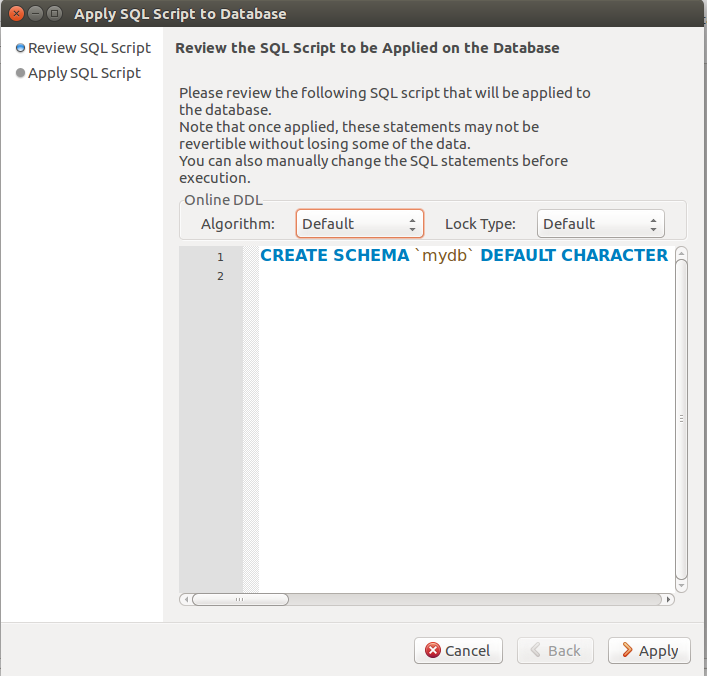 Apply SQL Script to Database
Review SQL Script
Apply SQL Script
Review the SQL Script to be Applied on the Database
Please review the following SQL script that will be applied to
the database.
Note that once applied, these statements may not be
revertible without losing some of the data.
You can also manually change the SQL statements before
execution.
Online DDL
Algorithm: Default Lock Type: Default
1 CREATE SCHEMA `mydb` DEFAULT CHARACTER
2
Cancel Back Apply